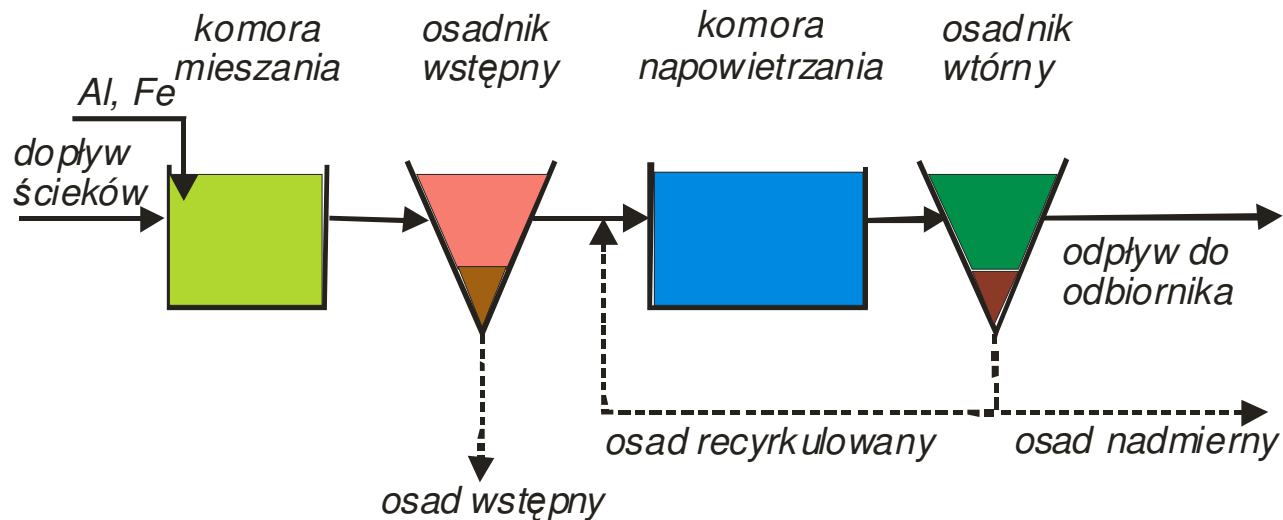 komora
mieszania
osadnik
wstępny
komora
napowietrzania
osadnik
wtórny
Al, Fe
dopływ
ścieków
odpływ do
odbiornika
osad recyrkulowany
osad nadmierny
osad wstępny